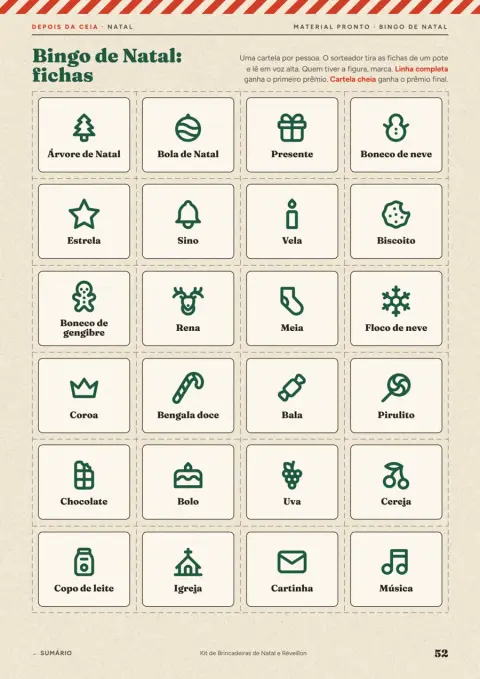 DEPOIS DA CEIA · NATAL
MATERIAL PRONTO · BINGO DE NATAL
Bingo de Natal:
fichas
Uma cartela por pessoa. O sorteador tira as fichas de um pote
e lê em voz alta. Quem tiver a figura, marca. Linha completa
ganha o primeiro prêmio. Cartela cheia ganha o prêmio final.
Árvore de Natal
Bola de Natal
Presente
Boneco de neve
Estrela
Sino
Vela
Biscoito
Boneco de
gengibre
Rena
Meia
Floco de neve
Coroa
Bengala doce
Bala
Pirulito
Chocolate
Bolo
Uva
Cereja
Copo de leite
Igreja
Cartinha
Música
← SUMÁRIO
Kit de Brincadeiras de Natal e Réveillon
52